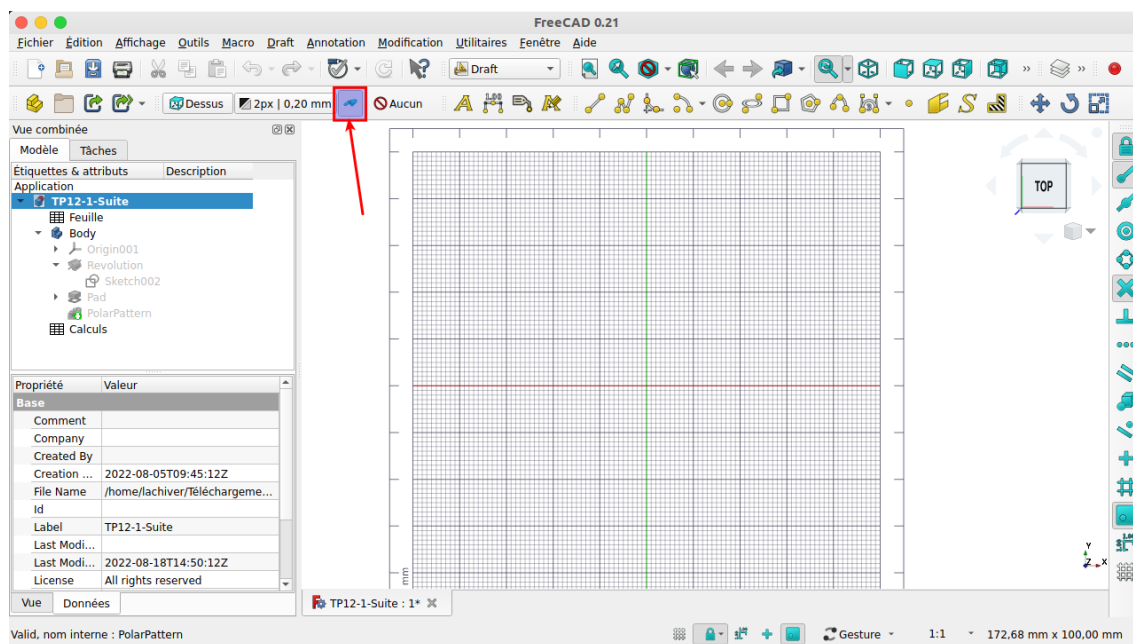 FreeCAD 0.21
Fichier Édition Affichage Outils Macro Draft Annotation Modification Utilitaires Fenêtre Aide
Draft
Dessus 2px | 0,20 mm Aucun
Vue combinée
Modèle Tâches
Étiquettes & attributs Description
Application
TP12-1-Suite
Feuille
Body
Origin001
Revolution
Sketch002
Pad
PolarPattern
Calculs
TOP
Propriété Valeur
Base
Comment
Company
Created By
Creation ... 2022-08-05T09:45:12Z
File Name /home/lachiver/Téléchargeme...
Id
Label TP12-1-Suite
Last Modi...
Last Modi... 2022-08-18T14:50:12Z
License All rights reserved
mm
Y
Z X
Vue Données
TP12-1-Suite : 1*
Valid, nom interne : PolarPattern Gesture 1:1 172,68 mm x 100,00 mm